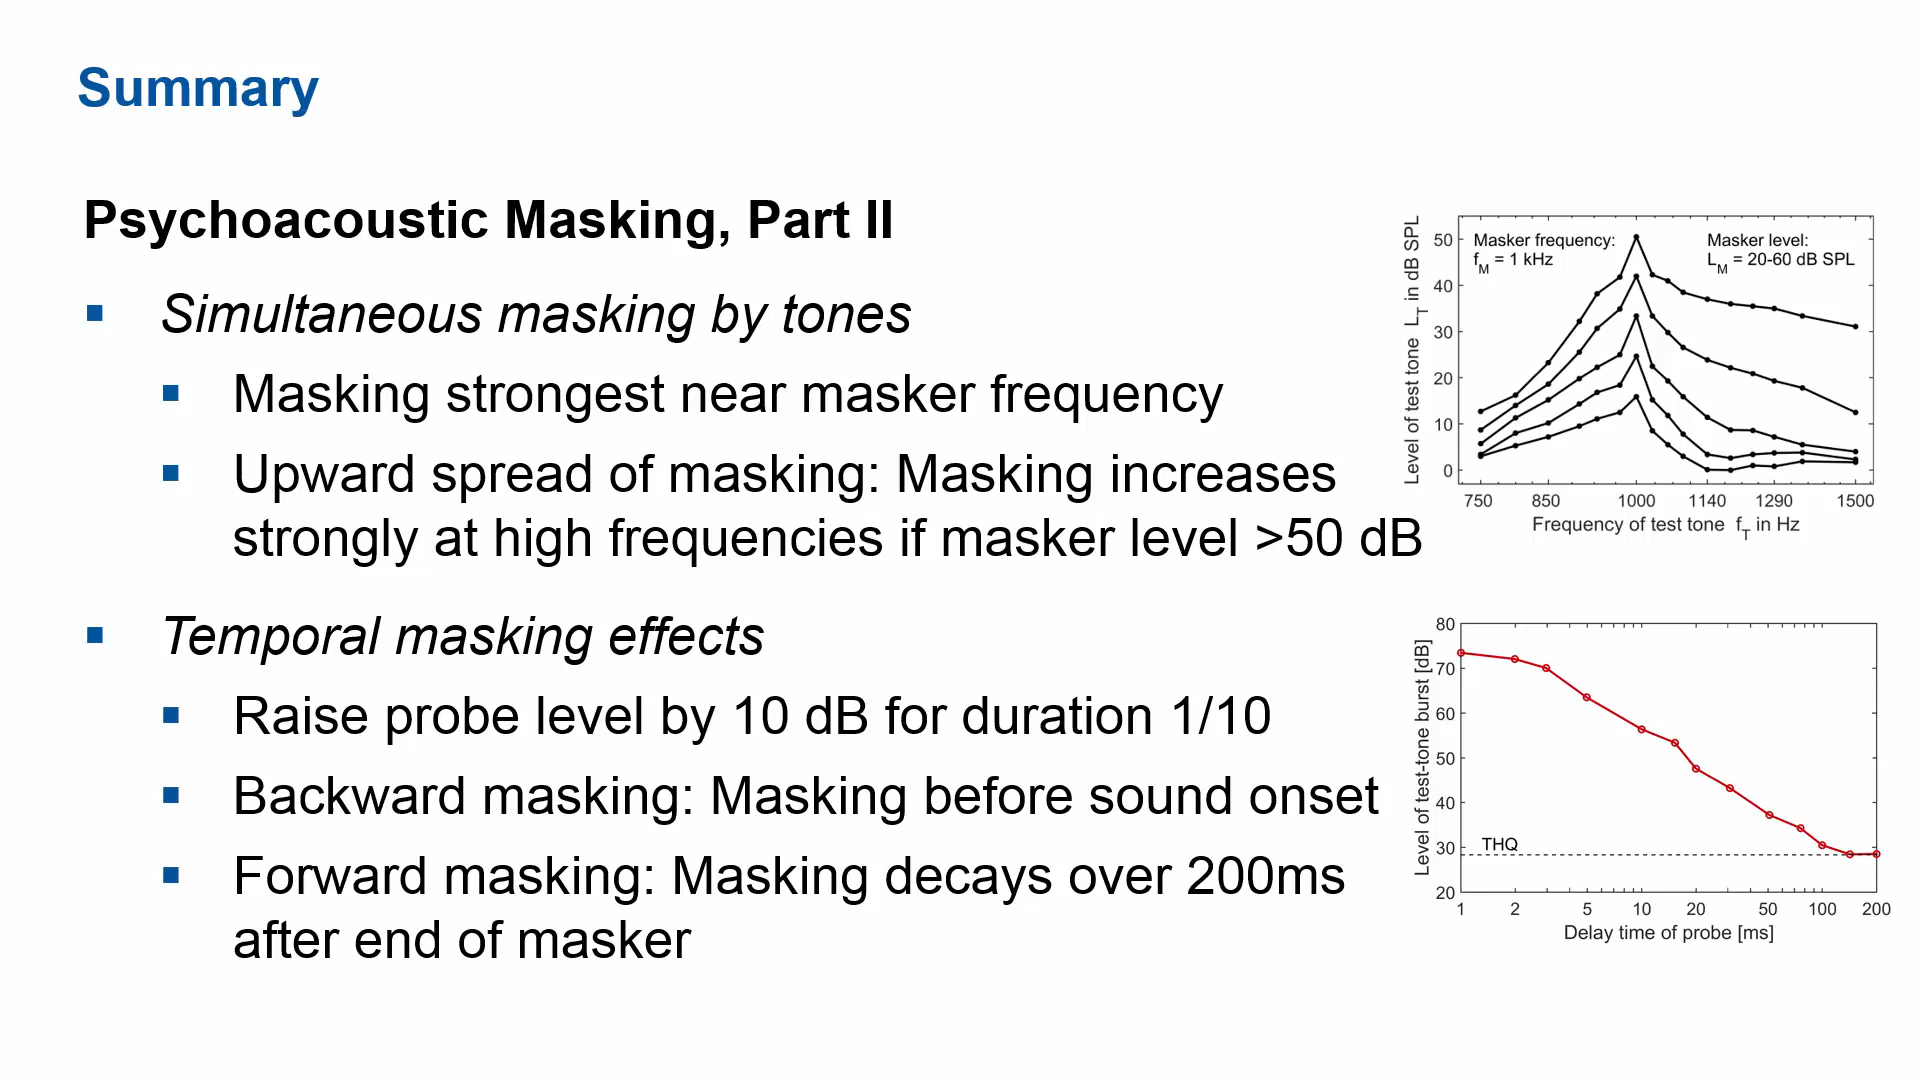 Summary
Psychoacoustic Masking, Part II
▪ Simultaneous masking by tones
▪ Masking strongest near masker frequency
▪ Upward spread of masking: Masking increases
strongly at high frequencies if masker level >50 dB
▪ Temporal masking effects
▪ Raise probe level by 10 dB for duration 1/10
▪ Backward masking: Masking before sound onset
▪ Forward masking: Masking decays over 200ms
after end of masker
Level of test tone L_T in dB SPL
50
40
30
20
10
0
Masker frequency:
f_M = 1 kHz
Masker level:
L_M = 20-60 dB SPL
750 850 1000 1140 1290 1500
Frequency of test tone f_T in Hz
Level of test-tone burst [dB]
80
70
60
50
40
30
20
THQ
1 2 5 10 20 50 100 200
Delay time of probe [ms]